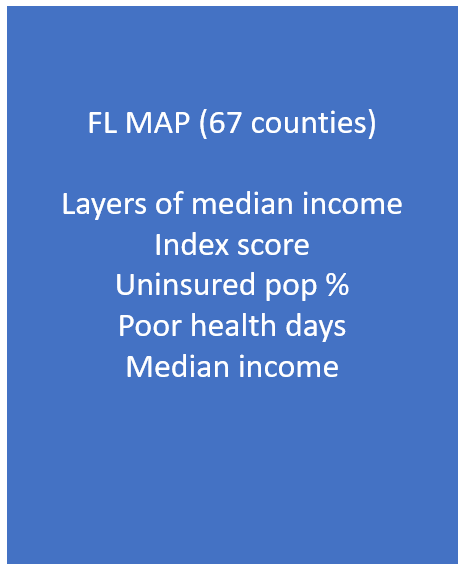 FL MAP (67 counties)
Layers of median income
Index score
Uninsured pop %
Poor health days
Median income